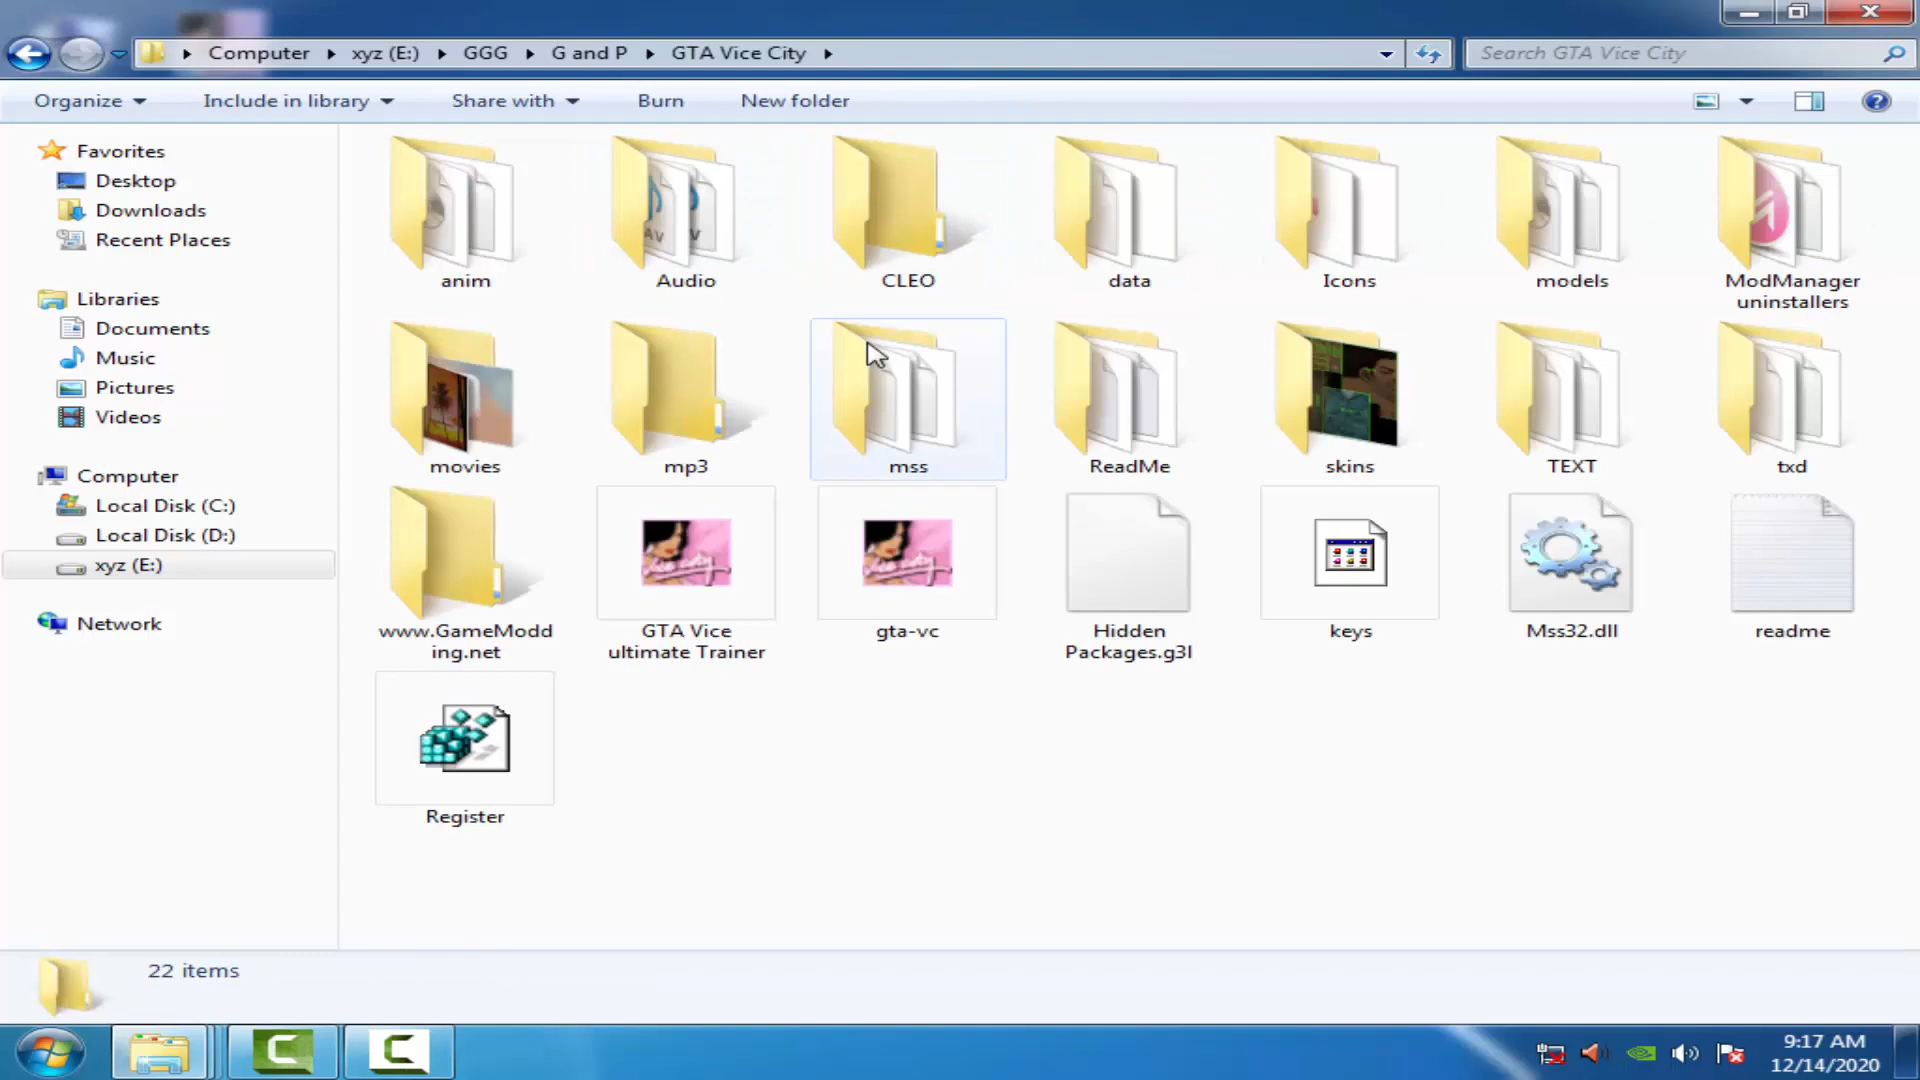 Computer xyz (E:) GGG G and P GTA Vice City
Search GTA Vice City
Organize Include in library Share with Burn New folder
Favorites
Desktop
Downloads
Recent Places
Libraries
Documents
Music
Pictures
Videos
Computer
Local Disk (C:)
Local Disk (D:)
xyz (E:)
Network
anim
Audio
CLEO
data
Icons
models
ModManager
uninstallers
movies
mp3
mss
ReadMe
skins
TEXT
txd
www.GameModd
ing.net
GTA Vice
ultimate Trainer
gta-vc
Hidden
Packages.g3l
keys
Mss32.dll
readme
Register
22 items
9:17 AM
12/14/2020